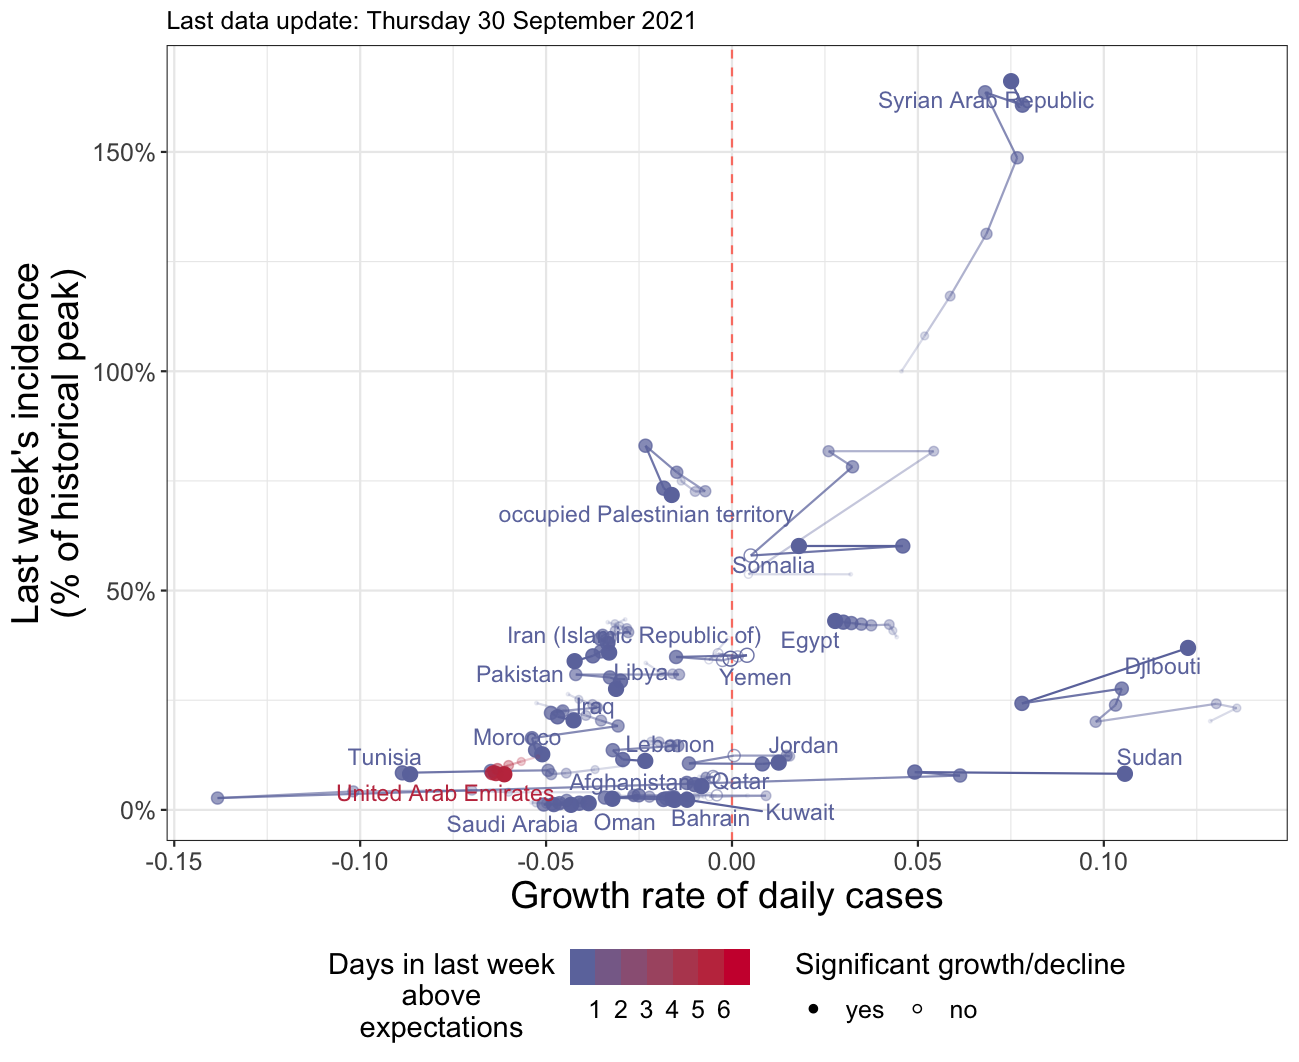 Last data update: Thursday 30 September 2021
Last week's incidence
(% of historical peak)
150%
100%
50%
0%
Syrian Arab Republic
occupied Palestinian territory
Somalia
Iran (Islamic Republic of)
Egypt
Pakistan
Libya
Yemen
Djibouti
Iraq
Morocco
Lebanon
Jordan
Tunisia
Sudan
Afghanistan
Qatar
United Arab Emirates
Saudi Arabia
Oman
Bahrain
Kuwait
-0.15
-0.10
-0.05
0.00
0.05
0.10
Growth rate of daily cases
Days in last week
above
expectations
1 2 3 4 5 6
Significant growth/decline
yes
no